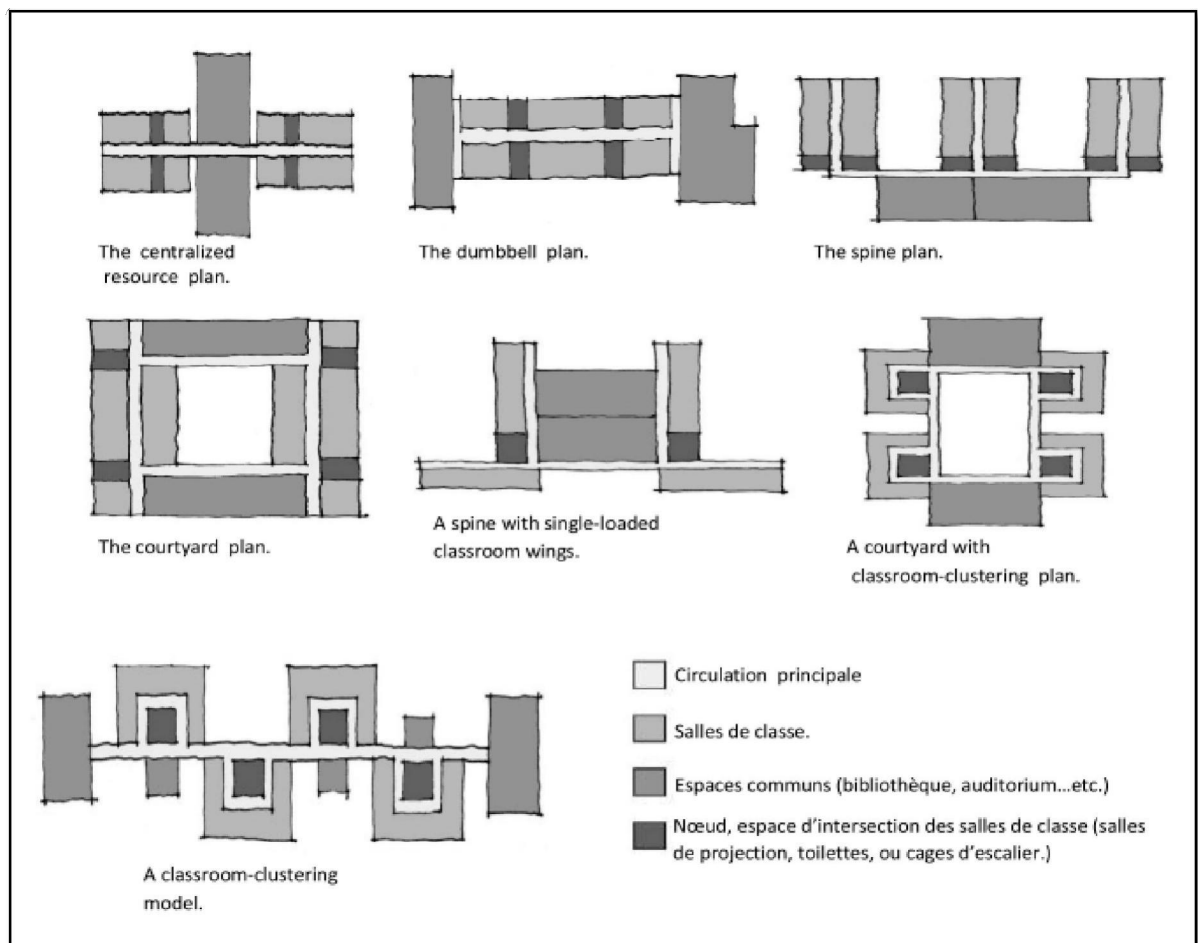 The centralized
resource plan.
The dumbbell plan.
The spine plan.
The courtyard plan.
A spine with single-loaded
classroom wings.
A courtyard with
classroom-clustering plan.
A classroom-clustering
model.
Circulation principale
Salles de classe.
Espaces communs (bibliothèque, auditorium...etc.)
Nœud, espace d'intersection des salles de classe (salles
de projection, toilettes, ou cages d'escalier.)